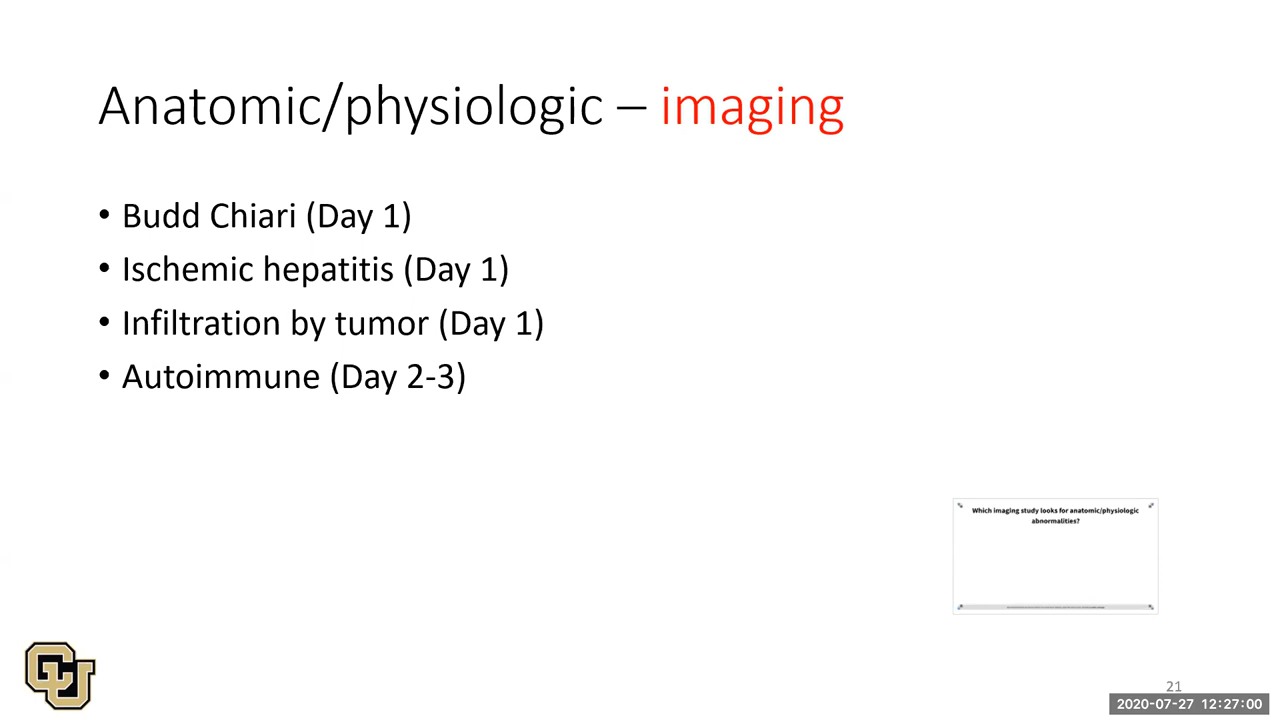 Anatomic/physiologic – imaging
• Budd Chiari (Day 1)
• Ischemic hepatitis (Day 1)
• Infiltration by tumor (Day 1)
• Autoimmune (Day 2-3)
Which imaging study looks for anatomic/physiologic
abnormalities?
CU
21
2020-07-27 12:27:00